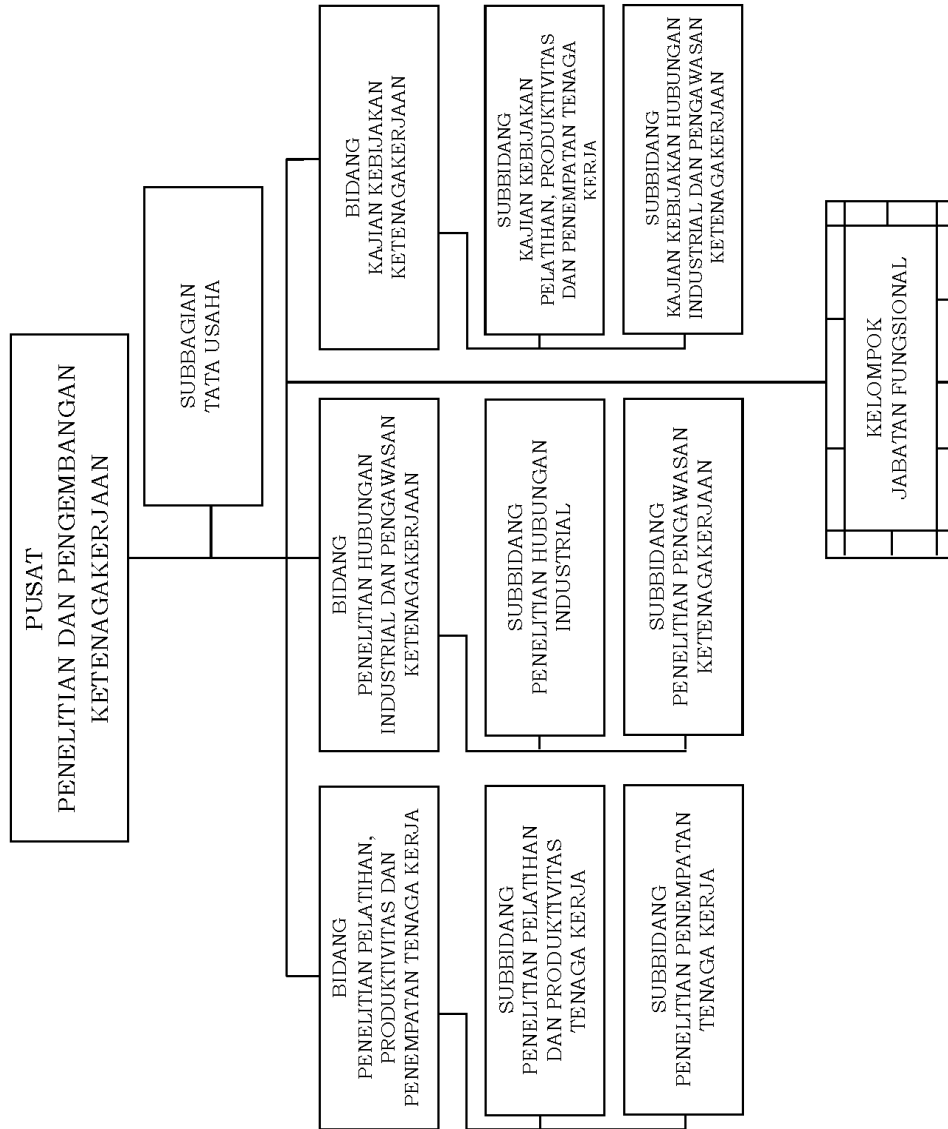 PUSAT
PENELITIAN DAN PENGEMBANGAN
KETENAGAKERJAAN
SUBBAGIAN
TATA USAHA
BIDANG
PENELITIAN PELATIHAN,
PRODUKTIVITAS DAN
PENEMPATAN TENAGA KERJA
BIDANG
PENELITIAN HUBUNGAN
INDUSTRIAL DAN PENGAWASAN
KETENAGAKERJAAN
BIDANG
KAJIAN KEBIJAKAN
KETENAGAKERJAAN
SUBBIDANG
PENELITIAN PELATIHAN
DAN PRODUKTIVITAS
TENAGA KERJA
SUBBIDANG
PENELITIAN HUBUNGAN
INDUSTRIAL
SUBBIDANG
KAJIAN KEBIJAKAN
PELATIHAN, PRODUKTIVITAS
DAN PENEMPATAN TENAGA
KERJA
SUBBIDANG
PENELITIAN PENEMPATAN
TENAGA KERJA
SUBBIDANG
PENELITIAN PENGAWASAN
KETENAGAKERJAAN
SUBBIDANG
KAJIAN KEBIJAKAN HUBUNGAN
INDUSTRIAL DAN PENGAWASAN
KETENAGAKERJAAN
KELOMPOK
JABATAN FUNGSIONAL